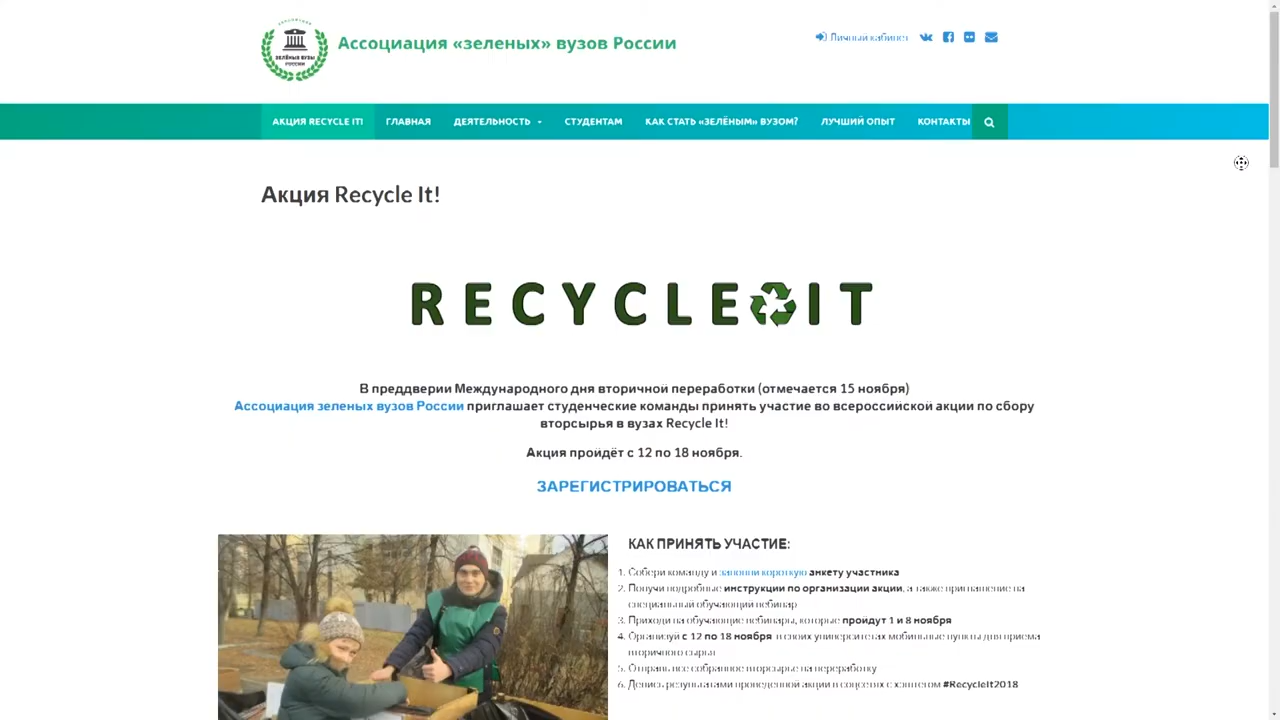 АССОЦИАЦИЯ
ЗЕЛЁНЫЕ ВУЗЫ
РОССИИ
Ассоциация «зеленых» вузов России
Личный кабинет
АКЦИЯ RECYCLE IT!
ГЛАВНАЯ
ДЕЯТЕЛЬНОСТЬ
СТУДЕНТАМ
КАК СТАТЬ «ЗЕЛЁНЫМ» ВУЗОМ?
ЛУЧШИЙ ОПЫТ
КОНТАКТЫ
Акция Recycle It!
RECYCLE IT
В преддверии Международного дня вторичной переработки (отмечается 15 ноября)
Ассоциация зеленых вузов России приглашает студенческие команды принять участие во всероссийской акции по сбору
вторсырья в вузах Recycle It!
Акция пройдёт с 12 по 18 ноября.
ЗАРЕГИСТРИРОВАТЬСЯ
КАК ПРИНЯТЬ УЧАСТИЕ:
1. Собери команду и заполни короткую анкету участника
2. Получи подробные инструкции по организации акции, а также приглашение на
специальный обучающий вебинар
3. Приходи на обучающие вебинары, которые пройдут 1 и 8 ноября
4. Организуй с 12 по 18 ноября в своих университетах мобильные пункты для приема
вторичного сырья
5. Отправь все собранное вторсырье на переработку
6. Делись результатами проведенной акции в соцсетях с хэштегом #RecycleIt2018